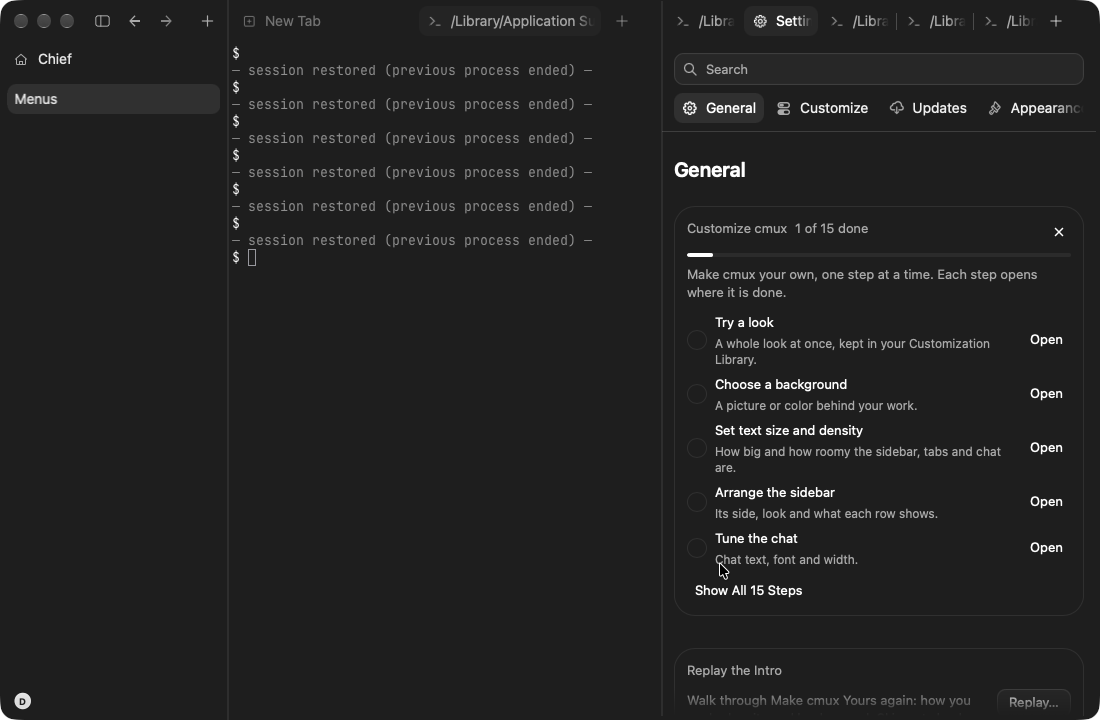 New Tab
/Library/Application Su
/Libra
Settin
/Libra
/Libra
/Libr
Chief
Menus
$
— session restored (previous process ended) —
$
— session restored (previous process ended) —
$
— session restored (previous process ended) —
$
— session restored (previous process ended) —
$
— session restored (previous process ended) —
$
— session restored (previous process ended) —
$
Search
General
Customize
Updates
Appearanc
General
Customize cmux 1 of 15 done
Make cmux your own, one step at a time. Each step opens
where it is done.
Try a look
A whole look at once, kept in your Customization
Library.
Open
Choose a background
A picture or color behind your work.
Open
Set text size and density
How big and how roomy the sidebar, tabs and chat
are.
Open
Arrange the sidebar
Its side, look and what each row shows.
Open
Tune the chat
Chat text, font and width.
Open
Show All 15 Steps
Replay the Intro
Walk through Make cmux Yours again: how you
Replay...
D